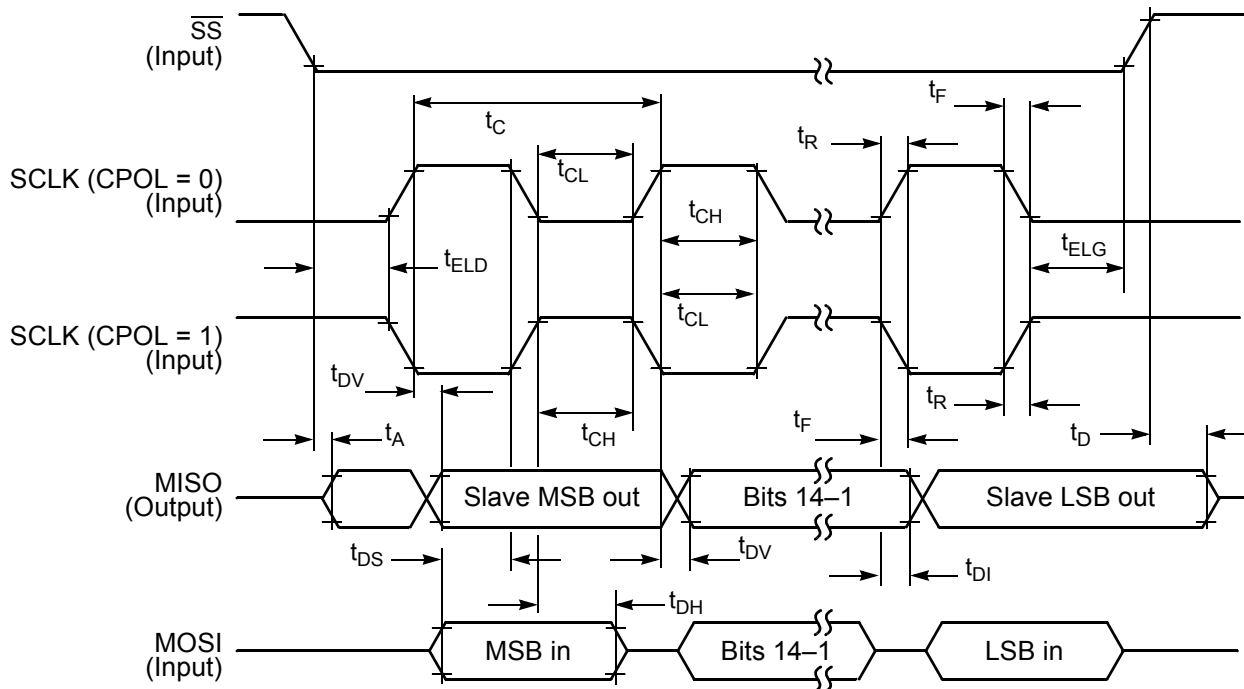 SS
(Input)
tF
tC
tR
SCLK (CPOL = 0)
(Input)
tCL
tCH
tELD
tELG
tCL
SCLK (CPOL = 1)
(Input)
tDV
tR
tA
tCH
tF
tD
MISO
(Output)
Slave MSB out
Bits 14–1
Slave LSB out
tDS
tDV
tDI
tDH
MOSI
(Input)
MSB in
Bits 14–1
LSB in